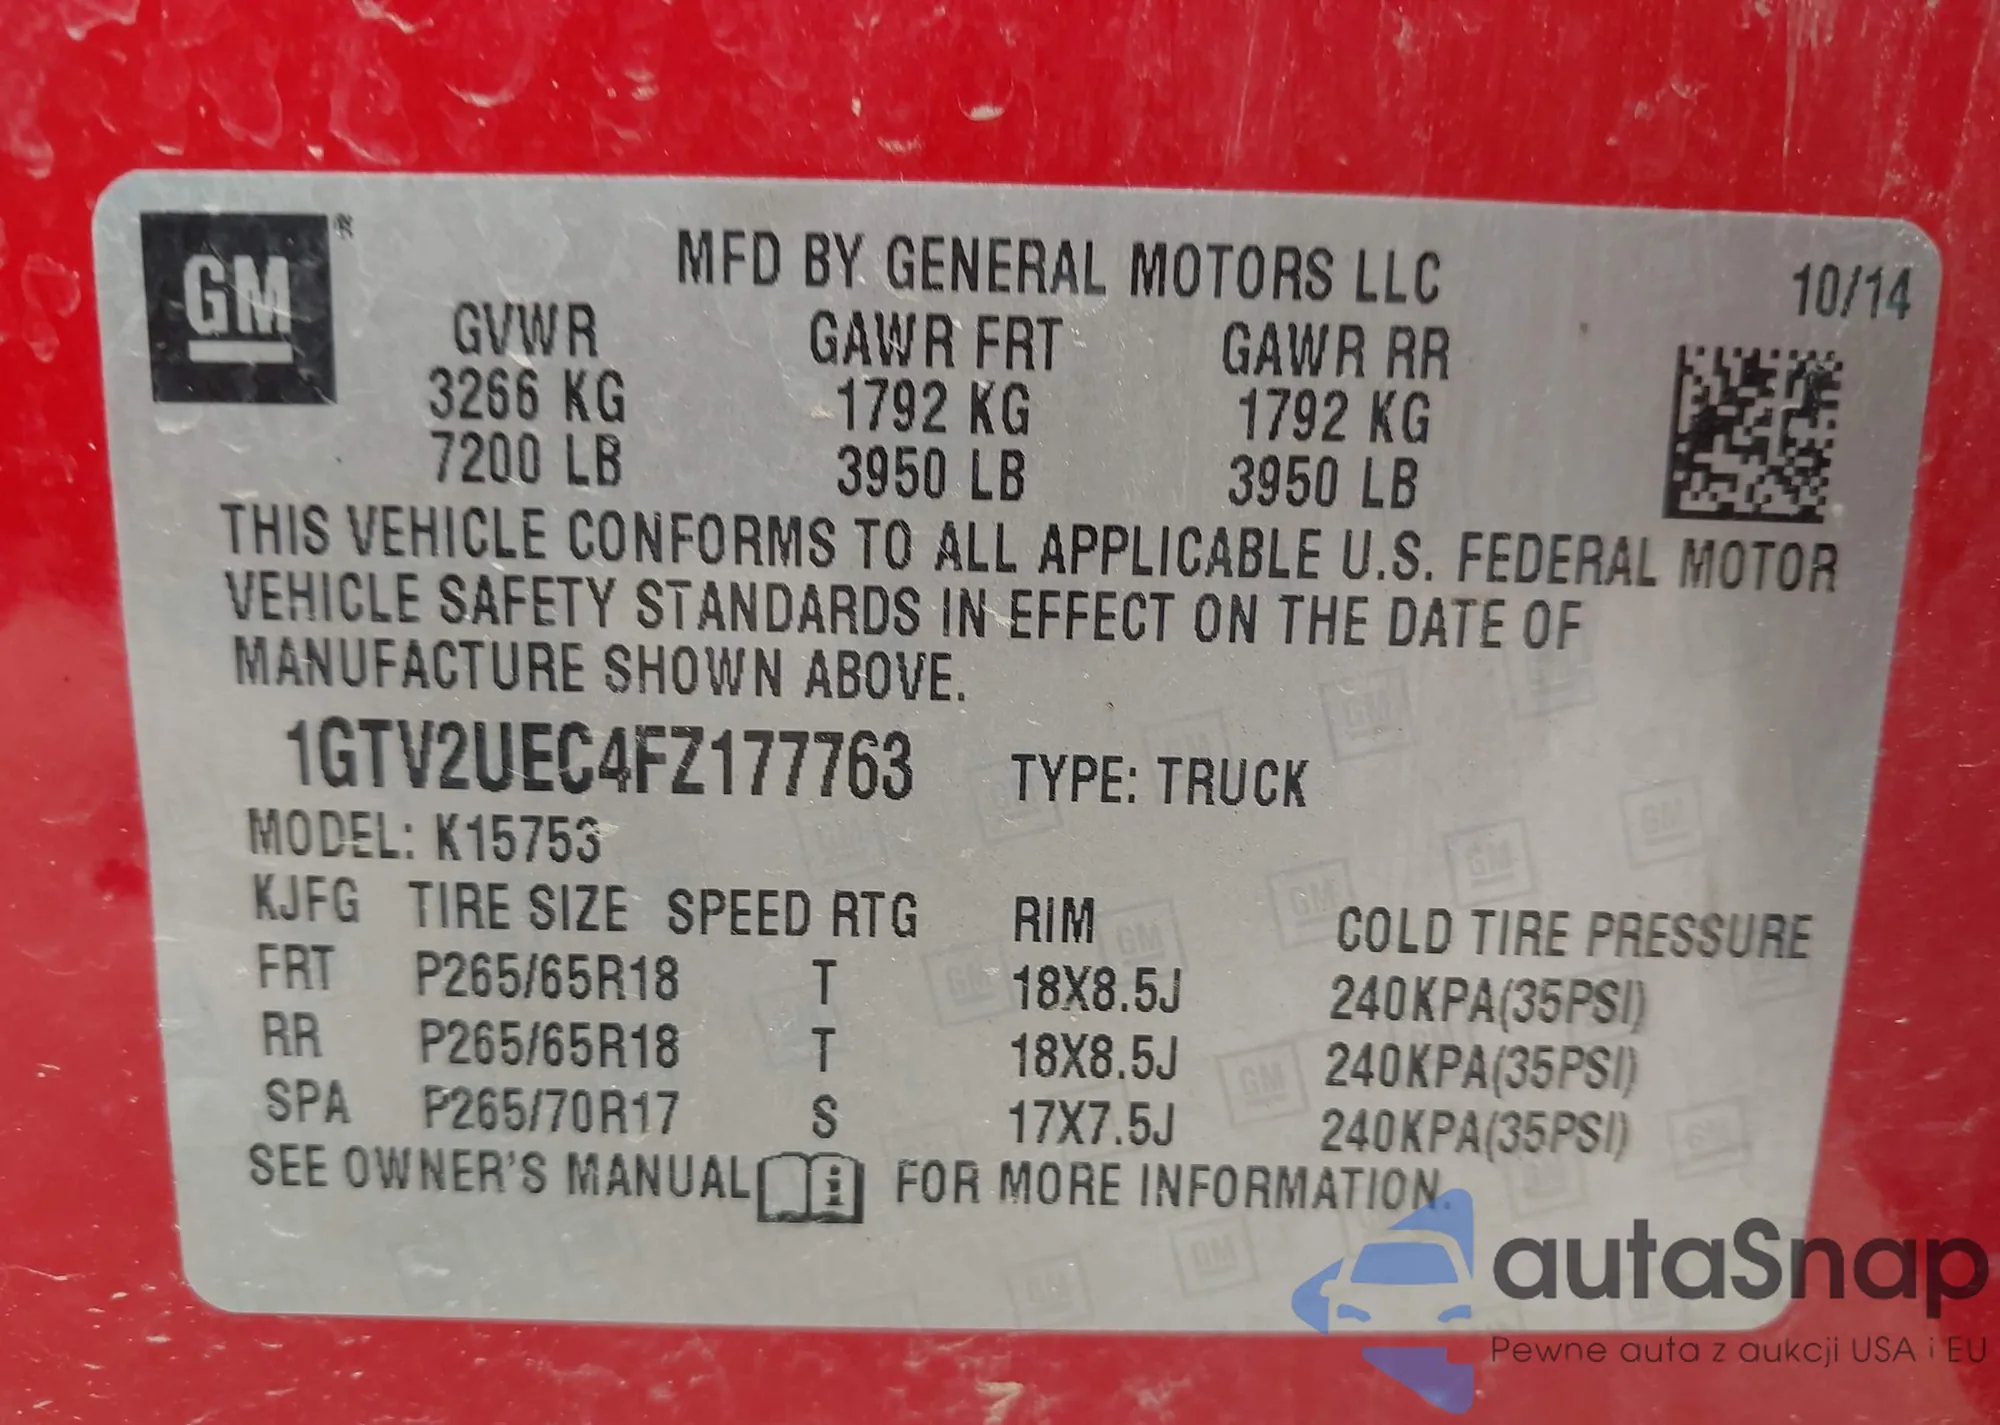 GM
MFD BY GENERAL MOTORS LLC 10/14
GVWR GAWR FRT GAWR RR
3266 KG 1792 KG 1792 KG
7200 LB 3950 LB 3950 LB
THIS VEHICLE CONFORMS TO ALL APPLICABLE U.S. FEDERAL MOTOR
VEHICLE SAFETY STANDARDS IN EFFECT ON THE DATE OF
MANUFACTURE SHOWN ABOVE.
1GTV2UEC4FZ177763 TYPE: TRUCK
MODEL: K15753
KJFG TIRE SIZE SPEED RTG RIM COLD TIRE PRESSURE
FRT P265/65R18 T 18X8.5J 240KPA(35PSI)
RR P265/65R18 T 18X8.5J 240KPA(35PSI)
SPA P265/70R17 S 17X7.5J 240KPA(35PSI)
SEE OWNER'S MANUAL i FOR MORE INFORMATION.
autaSnap
Pewne auta z aukcji USA i EU